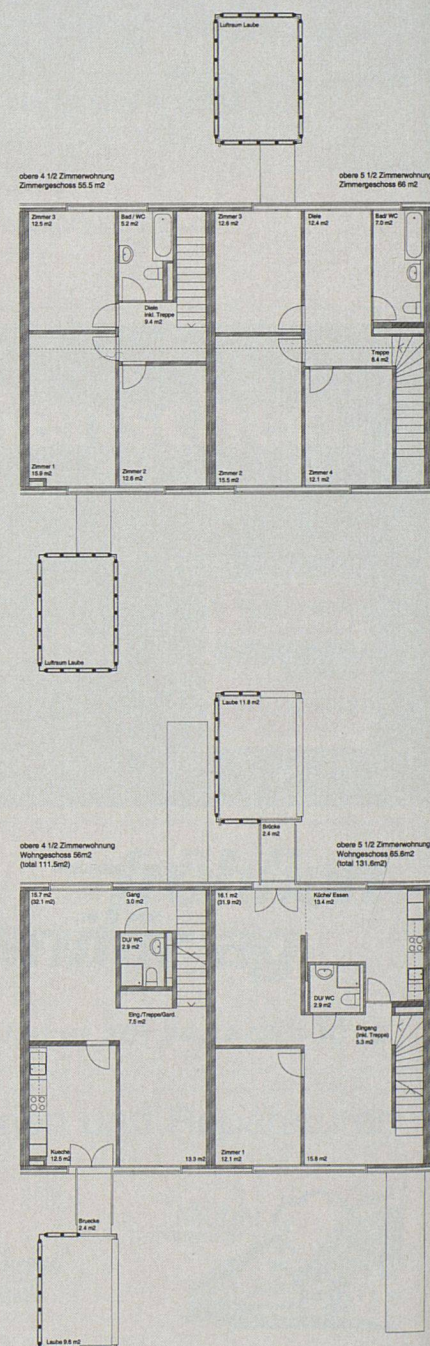 Luftraum Laube
obere 4 1/2 Zimmerwohnung
Zimmergeschoss 55.5 m2
obere 5 1/2 Zimmerwohnung
Zimmergeschoss 66 m2
Zimmer 3
12.5 m2
Bad / WC
5.2 m2
Zimmer 3
12.6 m2
Diele
12.4 m2
Bad/ WC
7.0 m2
Diele
inkl. Treppe
9.4 m2
Treppe
6.4 m2
Zimmer 1
15.9 m2
Zimmer 2
12.6 m2
Zimmer 2
15.5 m2
Zimmer 4
12.1 m2
Luftraum Laube
Laube 11.8 m2
Brücke
2.4 m2
obere 4 1/2 Zimmerwohnung
Wohngeschoss 56m2
(total 111.5m2)
obere 5 1/2 Zimmerwohnung
Wohngeschoss 65.6m2
(total 131.6m2)
15.7 m2
(32.1 m2)
Gang
3.0 m2
16.1 m2
(31.9 m2)
Küche/ Essen
13.4 m2
DU/ WC
2.9 m2
DU/ WC
2.9 m2
Eing./Treppe/Gard.
7.5 m2
Eingang
(inkl. Treppe)
5.3 m2
Kueche
12.5 m2
13.3 m2
Zimmer 1
12.1 m2
15.8 m2
Bruecke
2.4 m2
Laube 9.6 m2